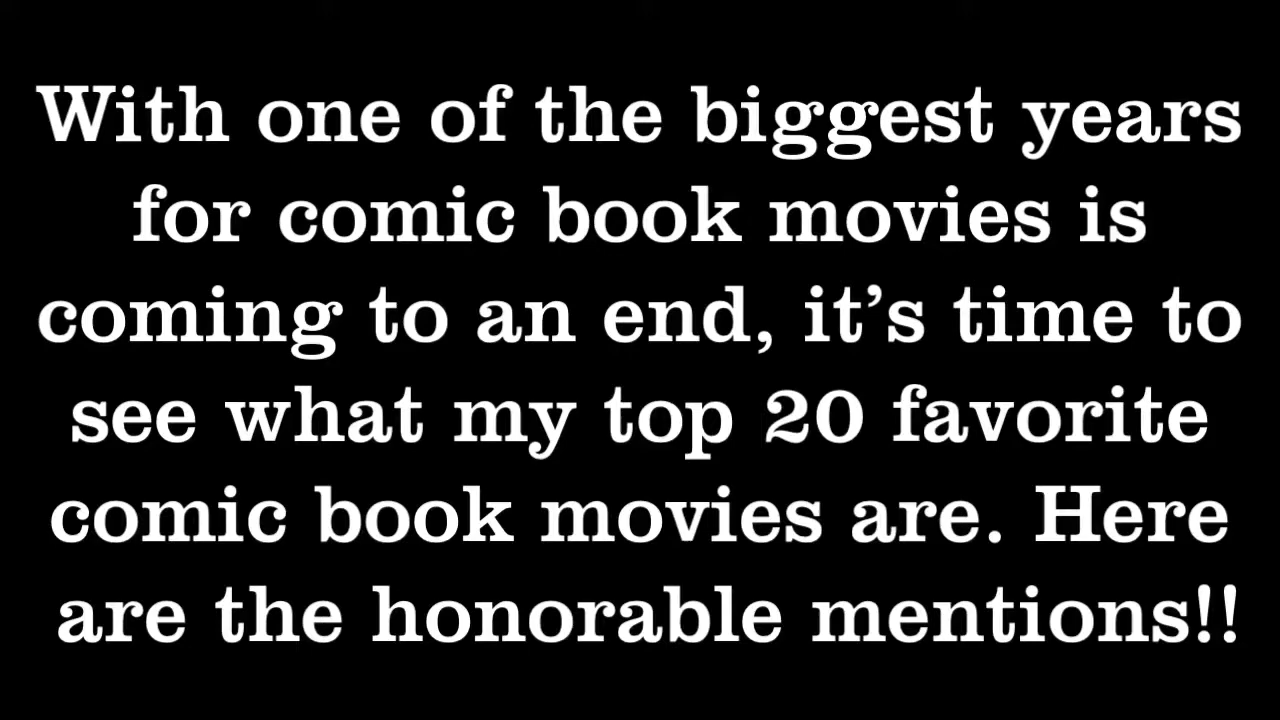 With one of the biggest years
for comic book movies is
coming to an end, it’s time to
see what my top 20 favorite
comic book movies are. Here
are the honorable mentions!!